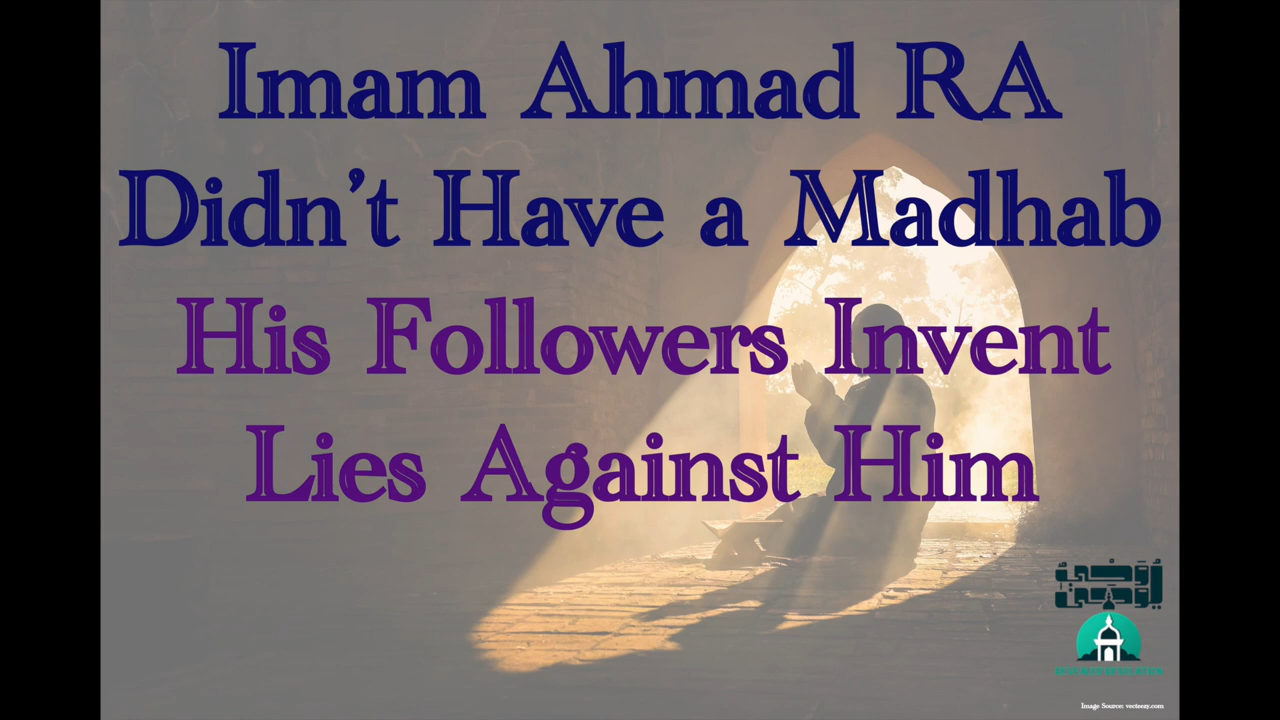 Imam Ahmad RA
Didn't Have a Madhab
His Followers Invent
Lies Against Him
Image Source: vecteezy.com